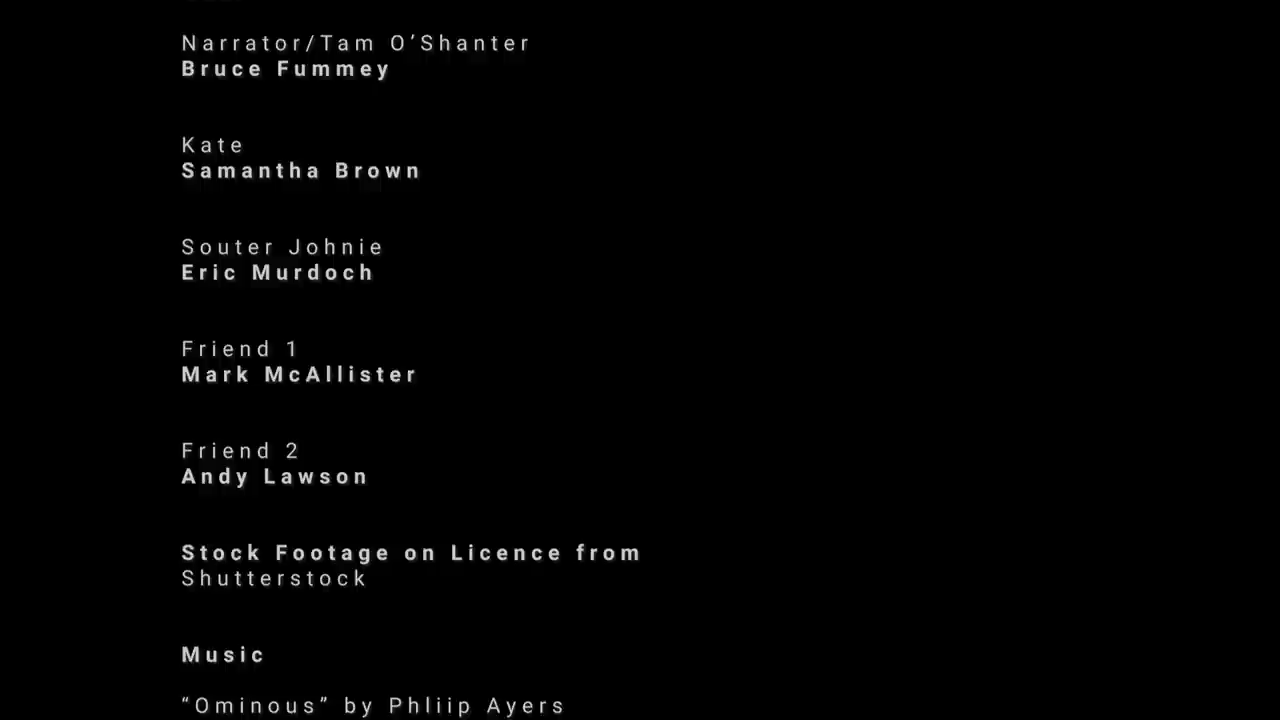 Narrator/Tam O’Shanter
Bruce Fummey
Kate
Samantha Brown
Souter Johnie
Eric Murdoch
Friend 1
Mark McAllister
Friend 2
Andy Lawson
Stock Footage on Licence from
Shutterstock
Music
“Ominous” by Phliip Ayers